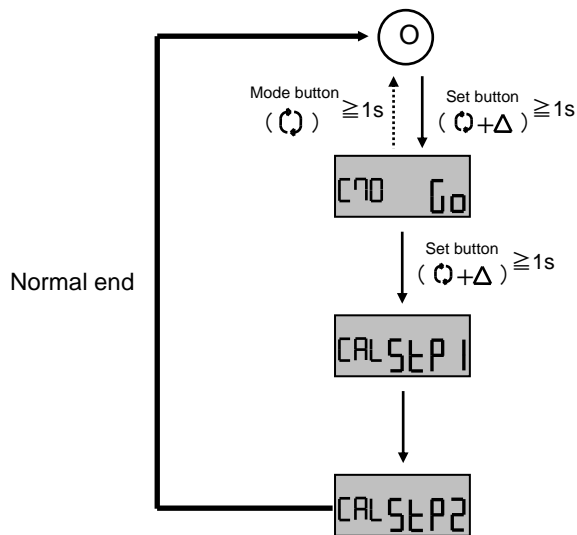 O
Mode button
( ) ≧1s
Set button
( +Δ ) ≧1s
C70 Go
Set button
( +Δ ) ≧1s
Normal end
CAL StP1
CAL StP2